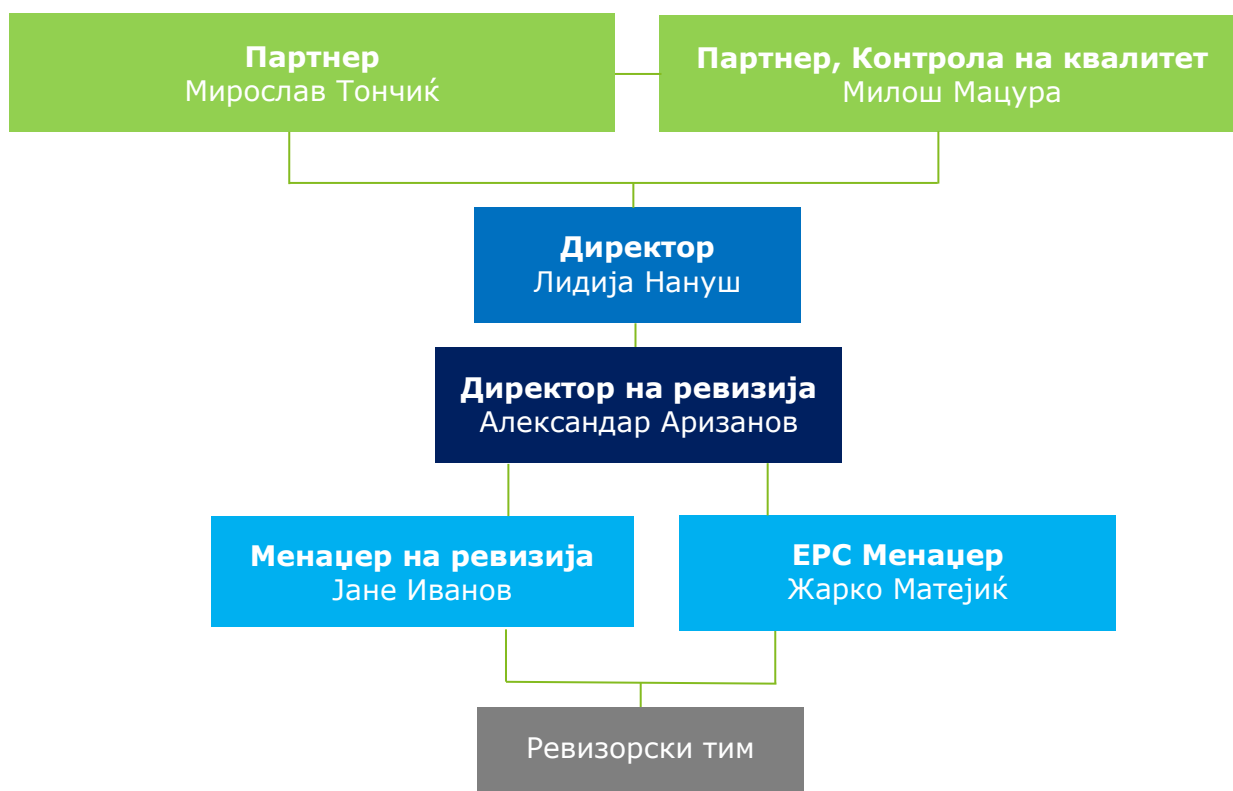 Партнер
Мирослав Тончиќ
Партнер, Контрола на квалитет
Милош Мацура
Директор
Лидија Нануш
Директор на ревизија
Александар Аризанов
Менаџер на ревизија
Јане Иванов
ЕРС Менаџер
Жарко Матејиќ
Ревизорски тим